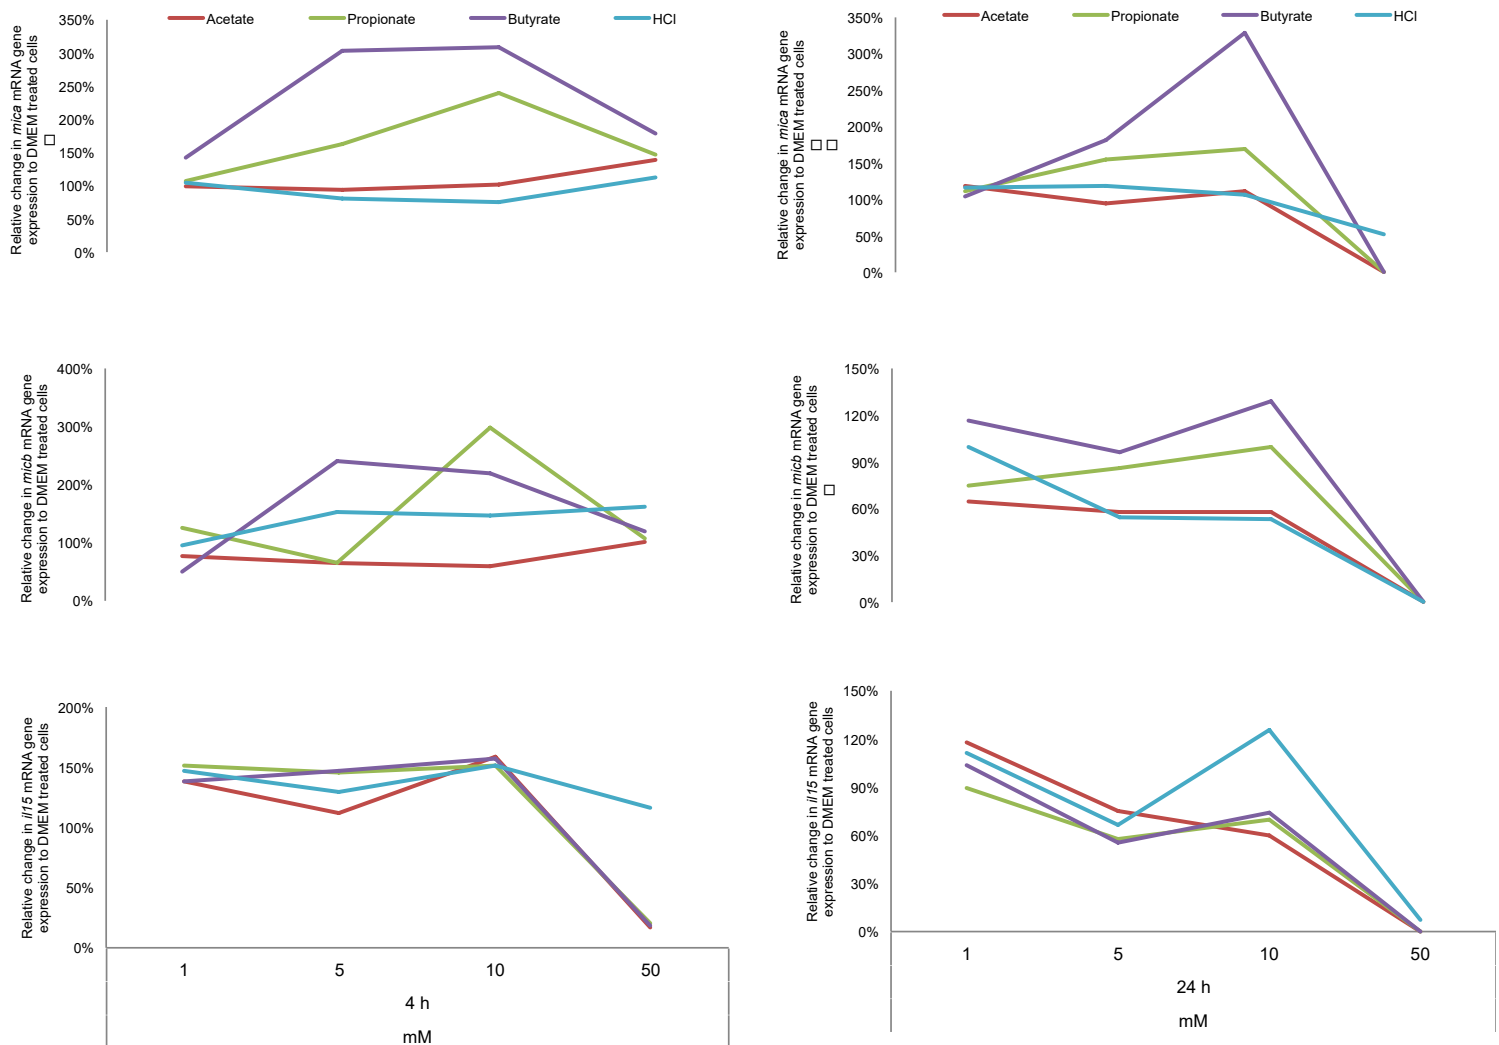 Acetate Propionate Butyrate HCl
350%
300%
250%
200%
150%
100%
50%
0%
Relative change in mica mRNA gene
expression to DMEM treated cells
Acetate Propionate Butyrate HCl
350%
300%
250%
200%
150%
100%
50%
0%
Relative change in mica mRNA gene
expression to DMEM treated cells
400%
300%
200%
100%
0%
Relative change in micb mRNA gene
expression to DMEM treated cells
150%
120%
90%
60%
30%
0%
Relative change in micb mRNA gene
expression to DMEM treated cells
200%
150%
100%
50%
0%
Relative change in il15 mRNA gene
expression to DMEM treated cells
1 5 10 50
4 h
mM
150%
120%
90%
60%
30%
0%
Relative change in il15 mRNA gene
expression to DMEM treated cells
1 5 10 50
24 h
mM